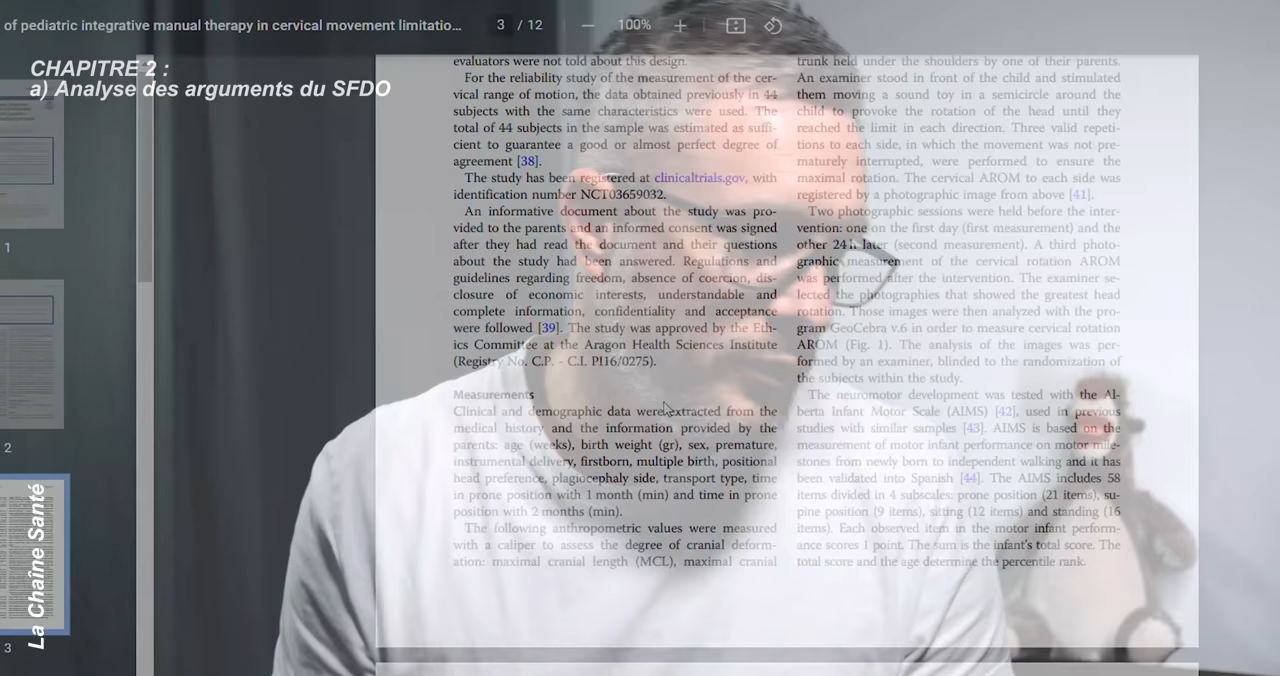 of pediatric integrative manual therapy in cervical movement limitatio...
3 / 12
100%
CHAPITRE 2 :
a) Analyse des arguments du SFDO
1
2
3
La Chaîne Santé
evaluators were not told about this design.
For the reliability study of the measurement of the cer-
vical range of motion, the data obtained previously in 44
subjects with the same characteristics were used. The
total of 44 subjects in the sample was estimated as suffi-
cient to guarantee a good or almost perfect degree of
agreement [38].
The study has been registered at clinicaltrials.gov, with
identification number NCT03659032.
An informative document about the study was pro-
vided to the parents and an informed consent was signed
after they had read the document and their questions
about the study had been answered. Regulations and
guidelines regarding freedom, absence of coercion, dis-
closure of economic interests, understandable and
complete information, confidentiality and acceptance
were followed [39]. The study was approved by the Eth-
ics Committee at the Aragon Health Sciences Institute
(Registry No. C.P. - C.I. PI16/0275).
Measurements
Clinical and demographic data were extracted from the
medical history and the information provided by the
parents: age (weeks), birth weight (gr), sex, premature,
instrumental delivery, firstborn, multiple birth, positional
head preference, plagiocephaly side, transport type, time
in prone position with 1 month (min) and time in prone
position with 2 months (min).
The following anthropometric values were measured
with a caliper to assess the degree of cranial deform-
ation: maximal cranial length (MCL), maximal cranial
trunk held under the shoulders by one of their parents.
An examiner stood in front of the child and stimulated
them moving a sound toy in a semicircle around the
child to provoke the rotation of the head until they
reached the limit in each direction. Three valid repeti-
tions to each side, in which the movement was not pre-
maturely interrupted, were performed to ensure the
maximal rotation. The cervical AROM to each side was
registered by a photographic image from above [41].
Two photographic sessions were held before the inter-
vention: one on the first day (first measurement) and the
other 24 h later (second measurement). A third photo-
graphic measurement of the cervical rotation AROM
was performed after the intervention. The examiner se-
lected the photographies that showed the greatest head
rotation. Those images were then analyzed with the pro-
gram GeoCebra v.6 in order to measure cervical rotation
AROM (Fig. 1). The analysis of the images was per-
formed by an examiner, blinded to the randomization of
the subjects within the study.
The neuromotor development was tested with the Al-
berta Infant Motor Scale (AIMS) [42], used in previous
studies with similar samples [43]. AIMS is based on the
measurement of motor infant performance on motor mile-
stones from newly born to independent walking and it has
been validated into Spanish [44]. The AIMS includes 58
items divided in 4 subscales: prone position (21 items), su-
pine position (9 items), sitting (12 items) and standing (16
items). Each observed item in the motor infant perform-
ance scores 1 point. The sum is the infant's total score. The
total score and the age determine the percentile rank.